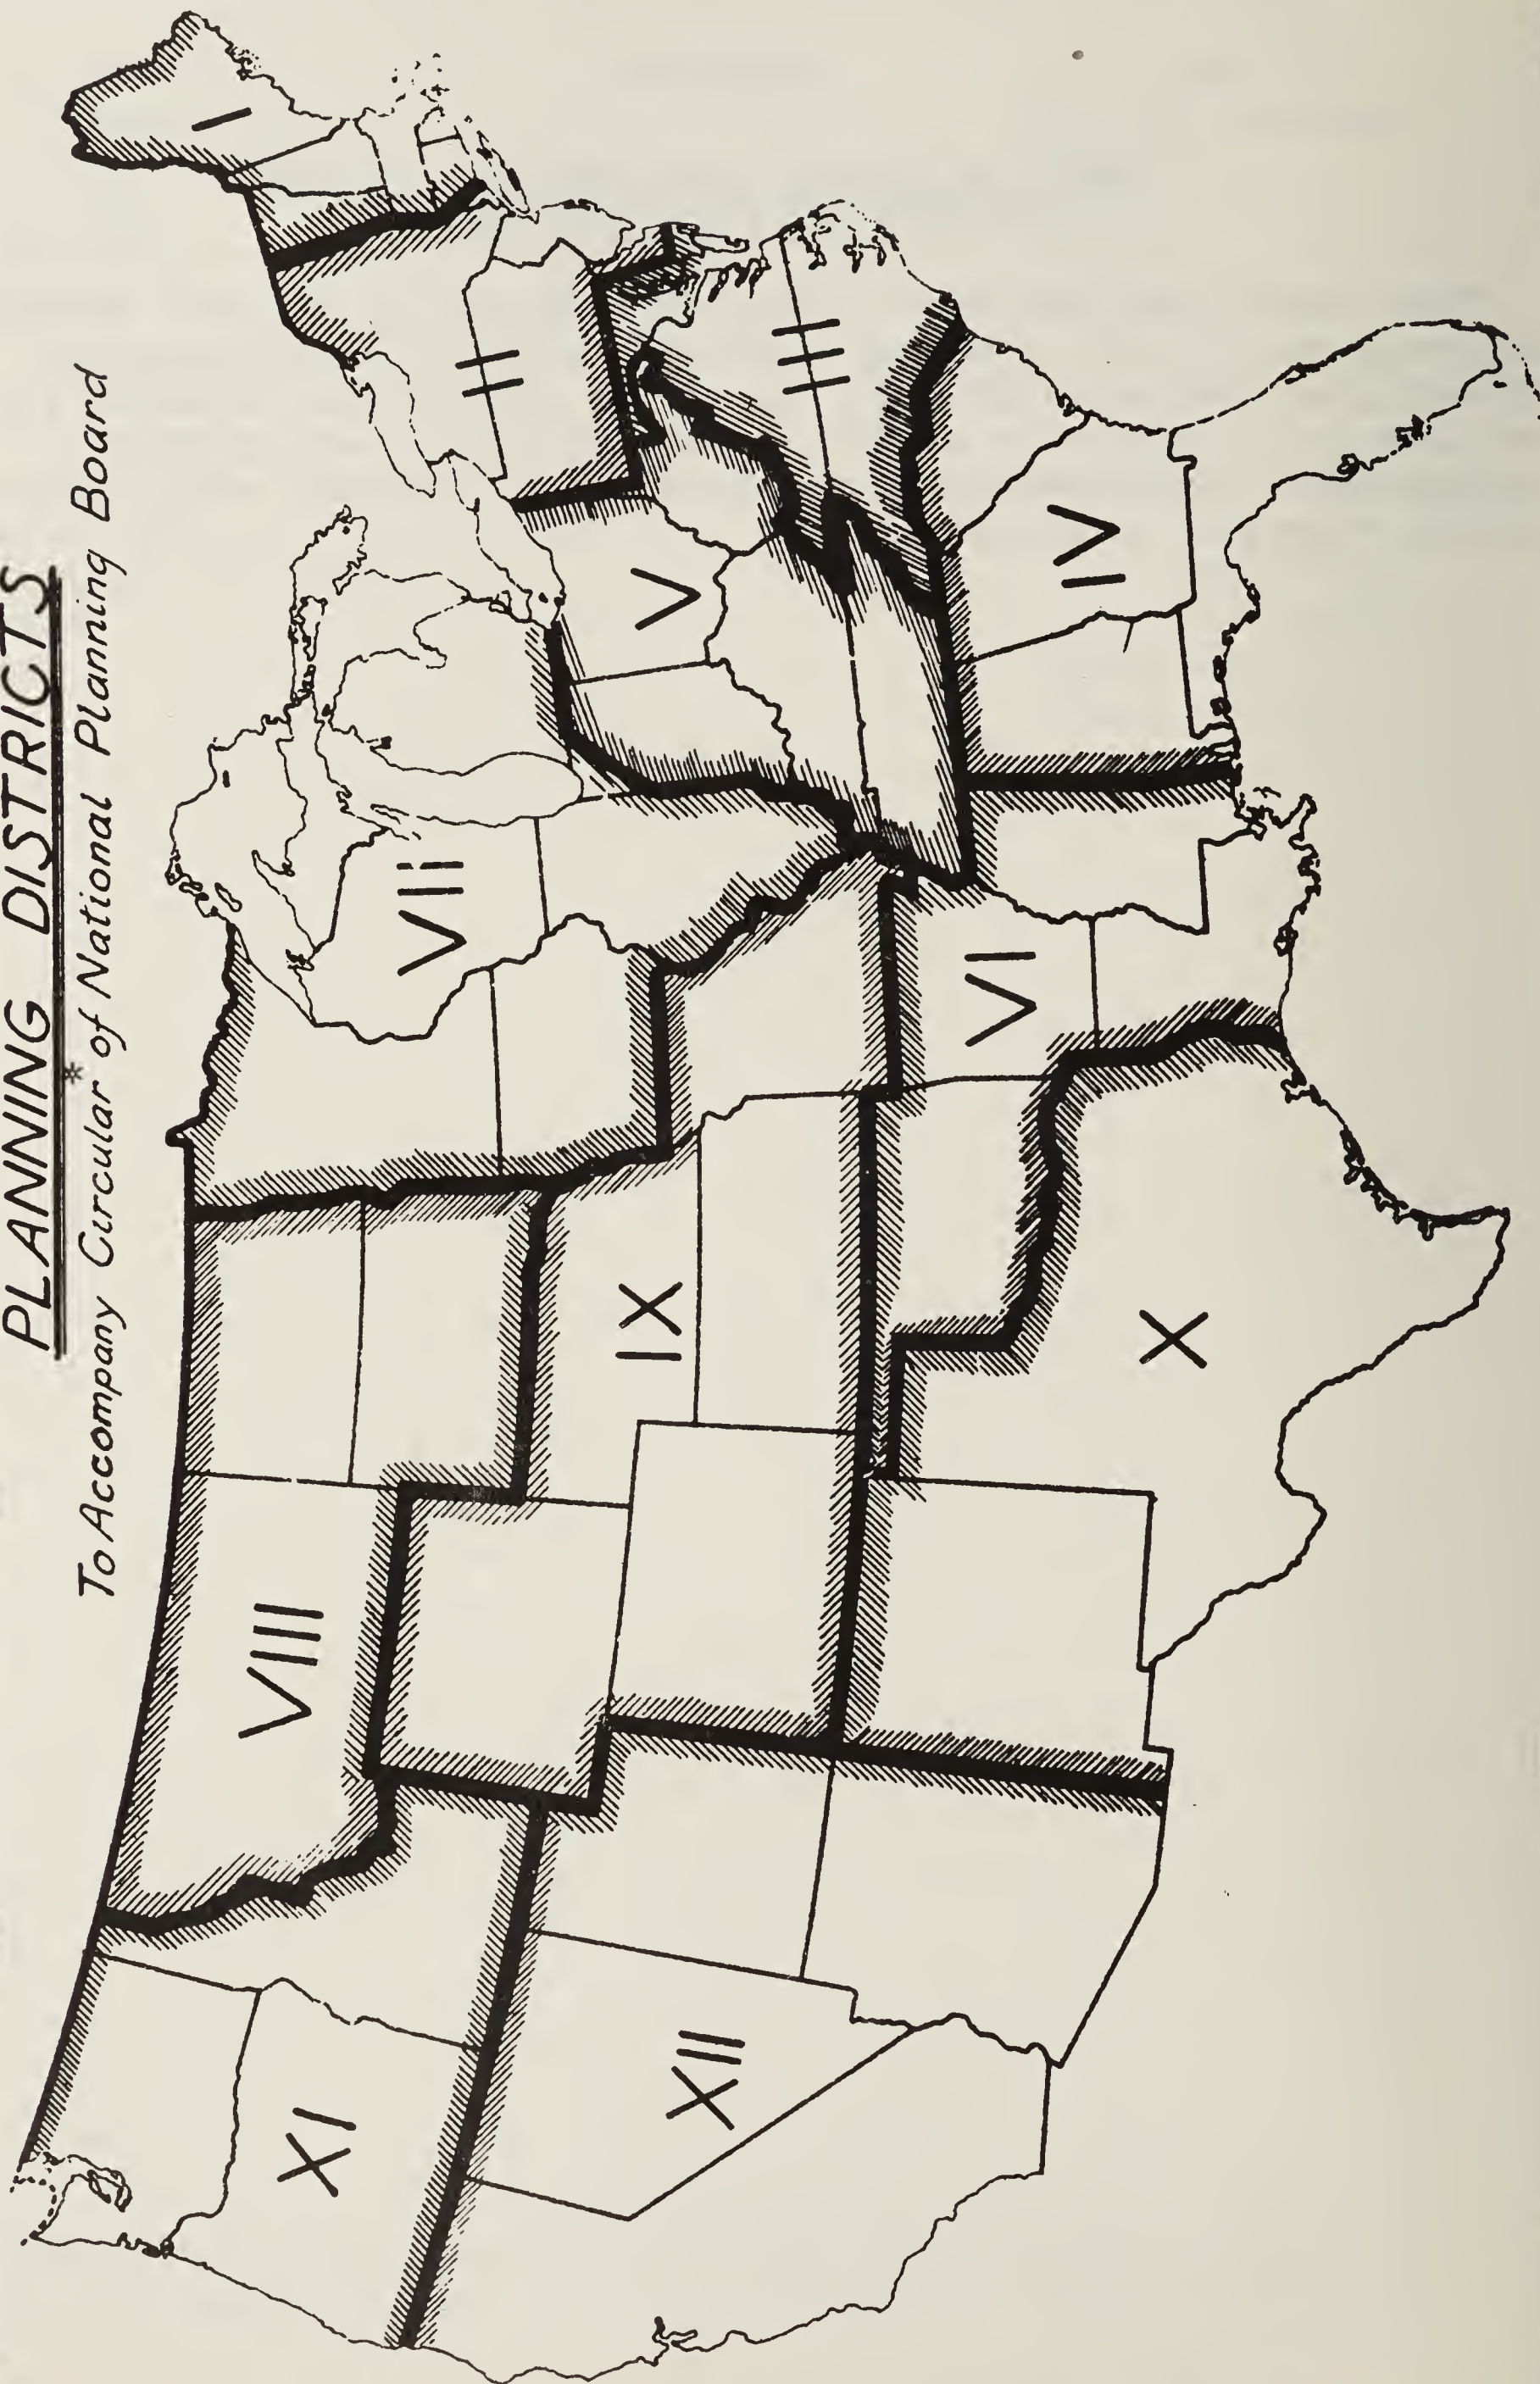 PLANNING DISTRICTS
*
To Accompany Circular of National Planning Board
I
II
III
IV
V
VI
VIi
VIII
IX
X
XI
XII